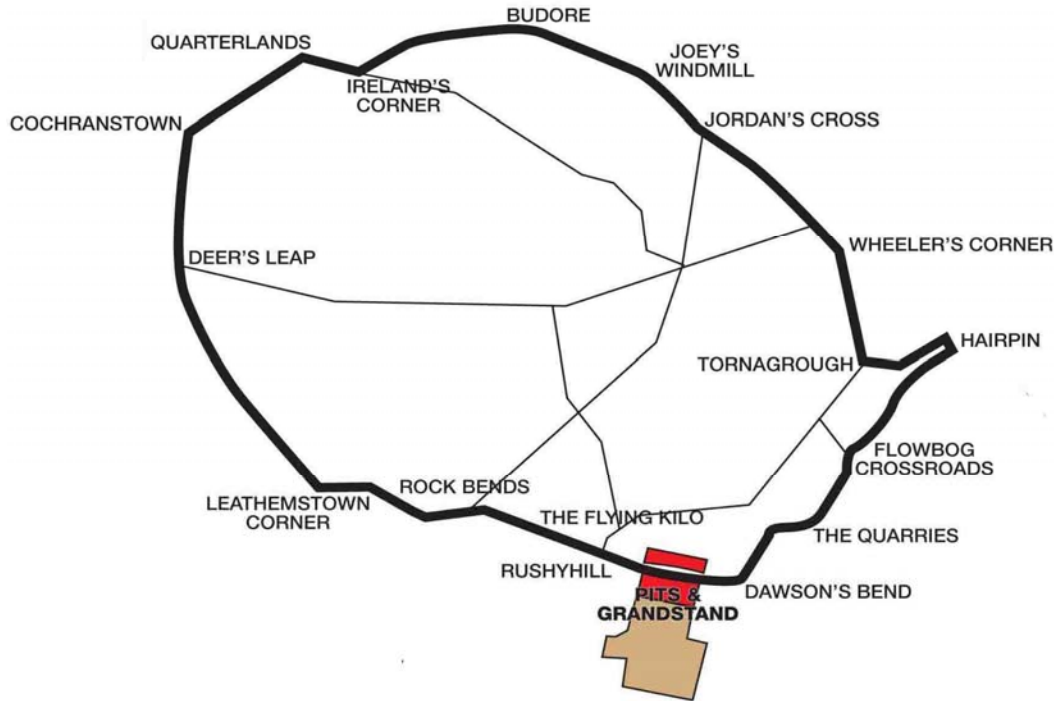 BUDORE
QUARTERLANDS
JOEY'S
WINDMILL
IRELAND'S
CORNER
COCHRANSTOWN
JORDAN'S CROSS
WHEELER'S CORNER
DEER'S LEAP
HAIRPIN
TORNAGROUGH
FLOWBOG
CROSSROADS
ROCK BENDS
LEATHEMSTOWN
CORNER
THE FLYING KILO
THE QUARRIES
RUSHYHILL
DAWSON'S BEND
PITS &
GRANDSTAND